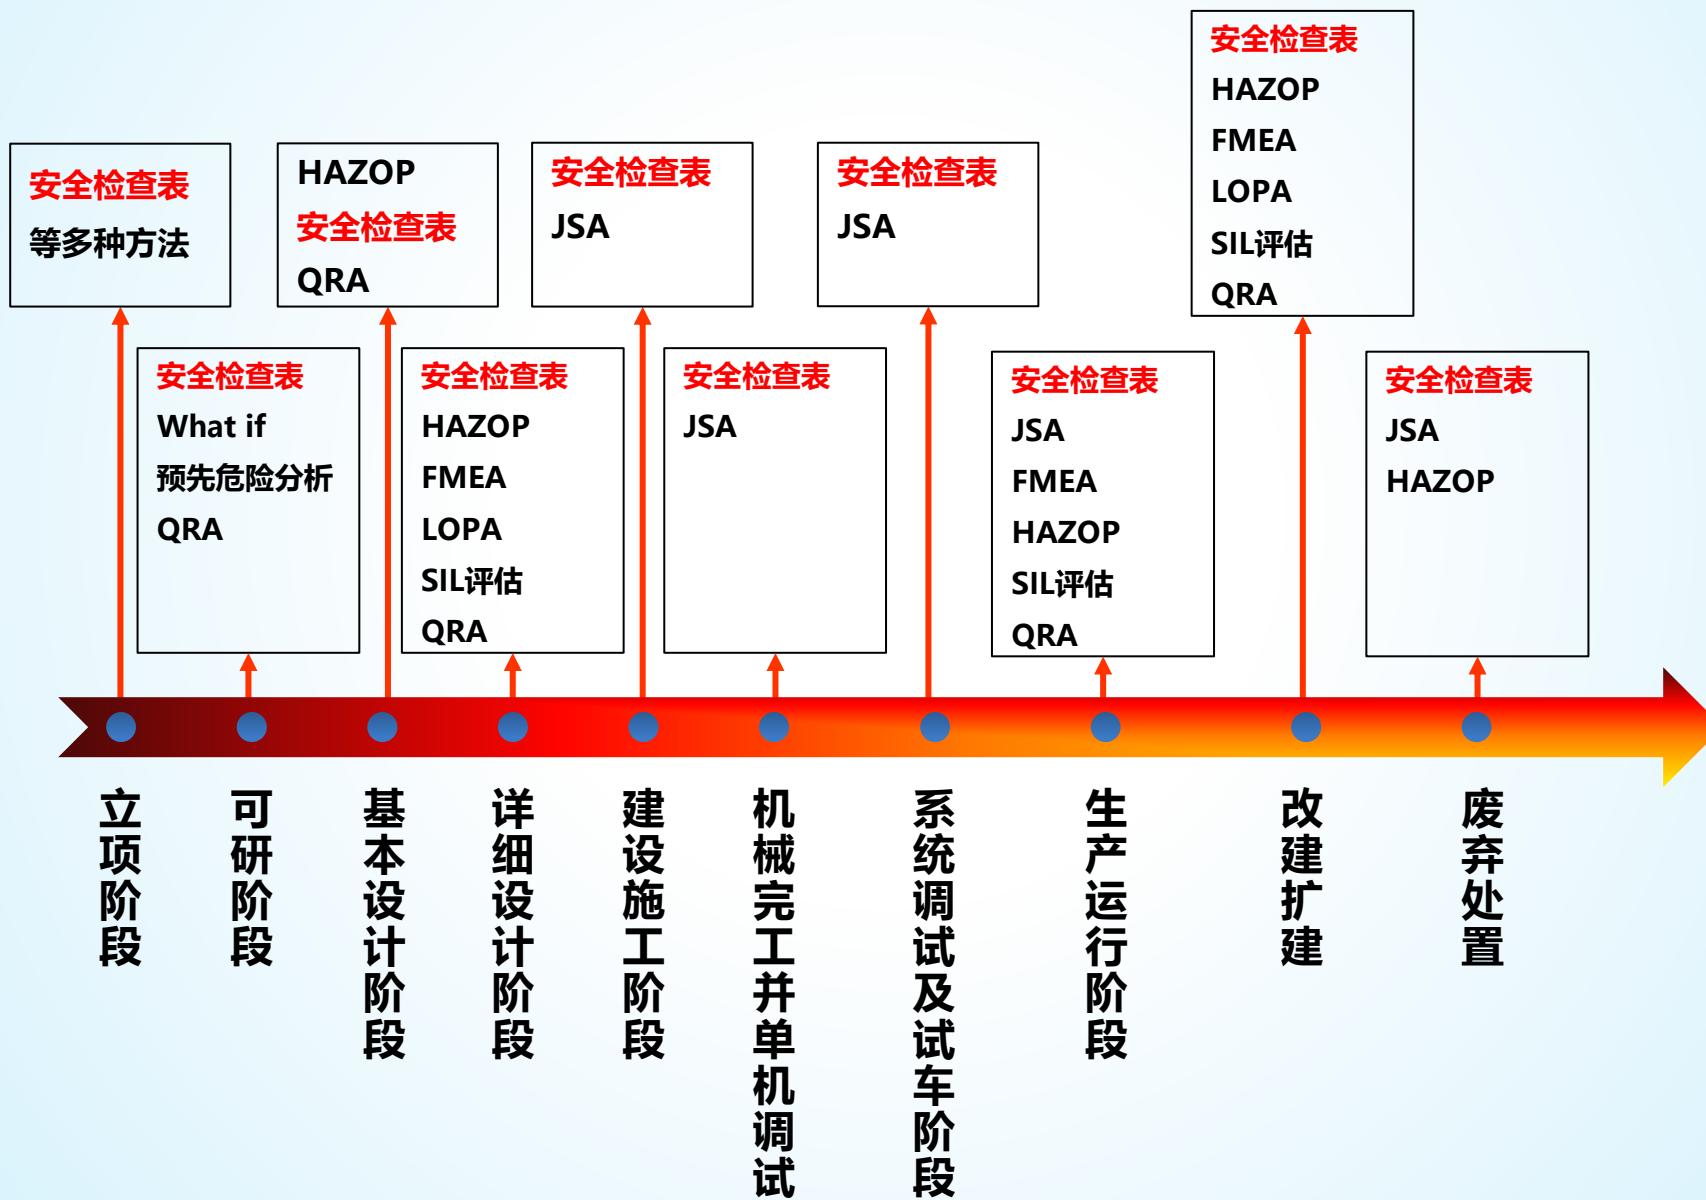 安全检查表
等多种方法
安全检查表
What if
预先危险分析
QRA
HAZOP
安全检查表
QRA
安全检查表
HAZOP
FMEA
LOPA
SIL评估
QRA
安全检查表
JSA
安全检查表
JSA
安全检查表
JSA
安全检查表
JSA
FMEA
HAZOP
SIL评估
QRA
安全检查表
HAZOP
FMEA
LOPA
SIL评估
QRA
安全检查表
JSA
HAZOP
立项阶段
可研阶段
基本设计阶段
详细设计阶段
建设施工阶段
机械完工并单机调试
系统调试及试车阶段
生产运行阶段
改建扩建
废弃处置